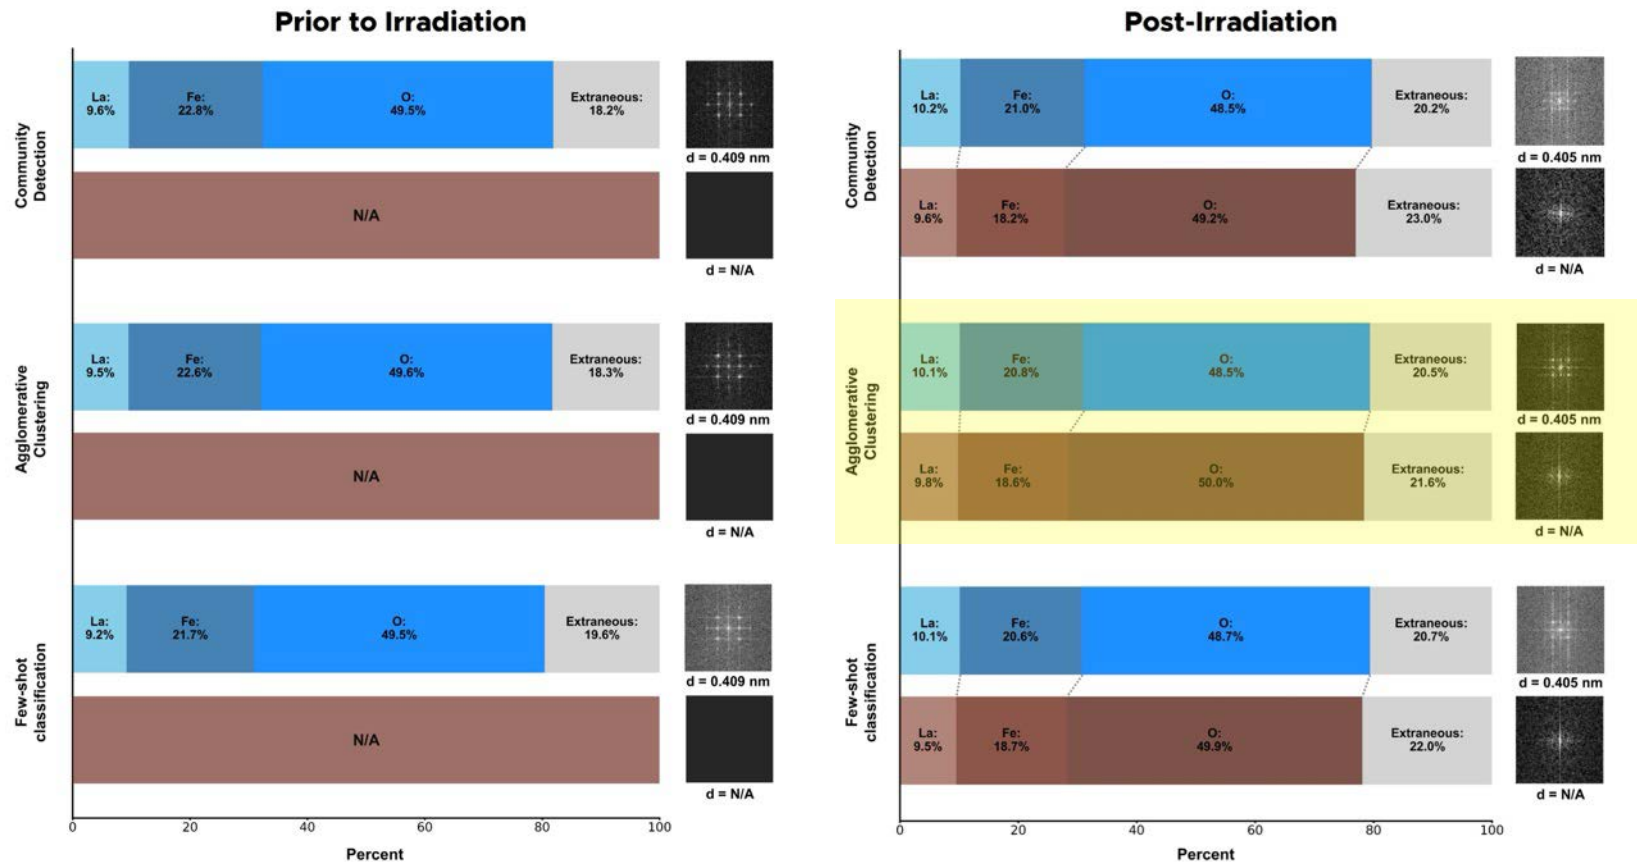 Prior to Irradiation
Community
Detection
La:
9.6%
Fe:
22.8%
O:
49.5%
Extraneous:
18.2%
d = 0.409 nm
N/A
d = N/A
Agglomerative
Clustering
La:
9.5%
Fe:
22.6%
O:
49.6%
Extraneous:
18.3%
d = 0.409 nm
N/A
d = N/A
Few-shot
classification
La:
9.2%
Fe:
21.7%
O:
49.5%
Extraneous:
19.6%
d = 0.409 nm
N/A
d = N/A
0 20 40 60 80 100
Percent
Post-Irradiation
Community
Detection
La:
10.2%
Fe:
21.0%
O:
48.5%
Extraneous:
20.2%
d = 0.405 nm
La:
9.6%
Fe:
18.2%
O:
49.2%
Extraneous:
23.0%
d = N/A
Agglomerative
Clustering
La:
10.1%
Fe:
20.8%
O:
48.5%
Extraneous:
20.5%
d = 0.405 nm
La:
9.8%
Fe:
18.6%
O:
50.0%
Extraneous:
21.6%
d = N/A
Few-shot
classification
La:
10.1%
Fe:
20.6%
O:
48.7%
Extraneous:
20.7%
d = 0.405 nm
La:
9.5%
Fe:
18.7%
O:
49.9%
Extraneous:
22.0%
d = N/A
0 20 40 60 80 100
Percent